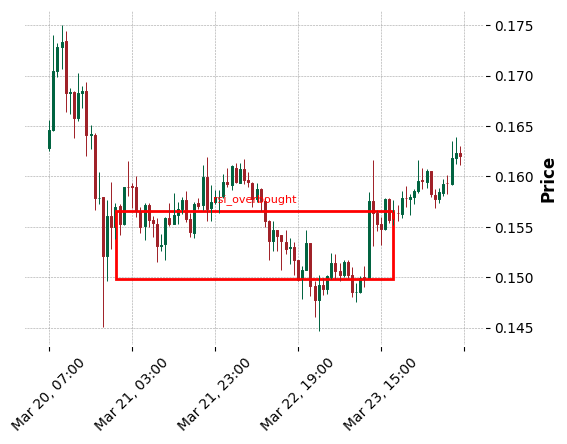 0.175
0.170
0.165
0.160
0.155
0.150
0.145
Price
rsi_overbought
Mar 20, 07:00
Mar 21, 03:00
Mar 21, 23:00
Mar 22, 19:00
Mar 23, 15:00